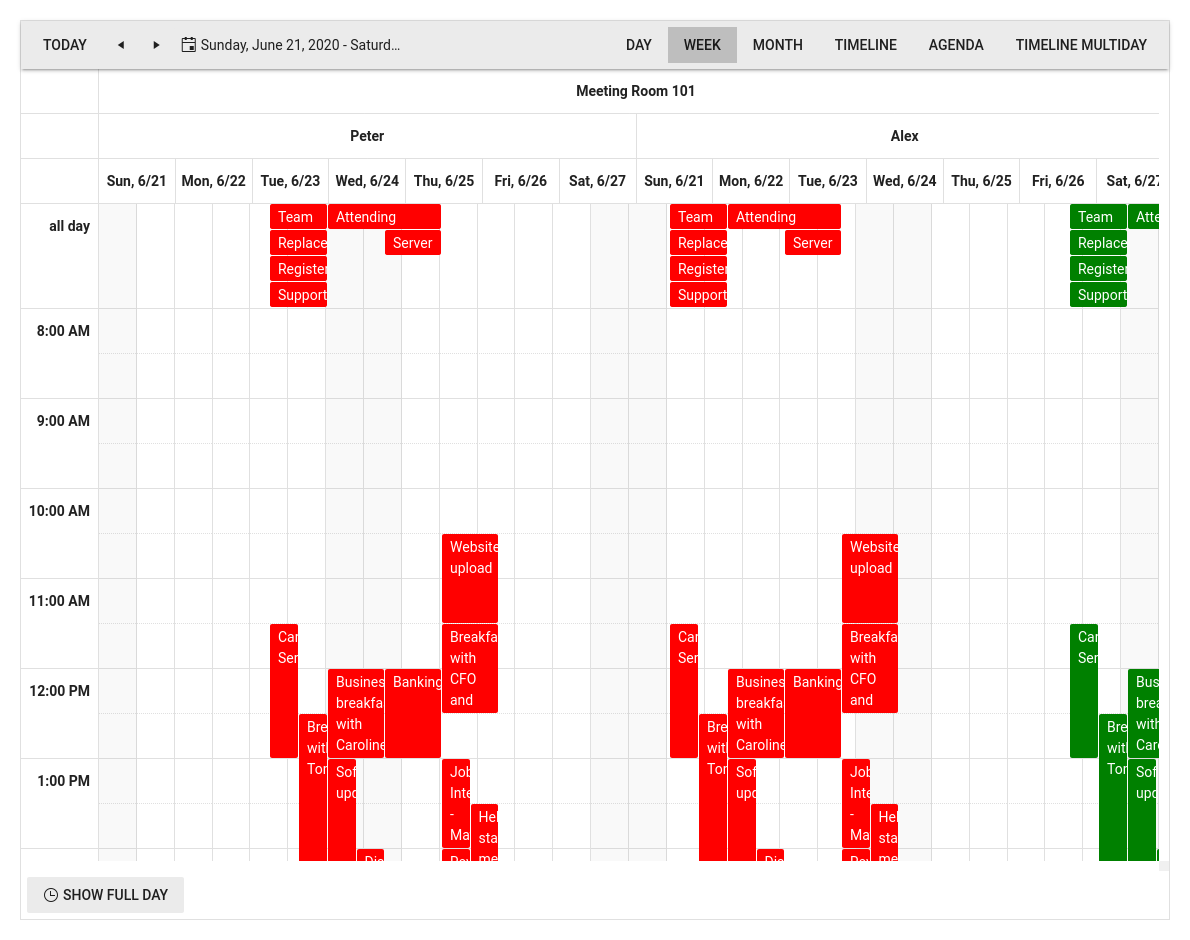 TODAY Sunday, June 21, 2020 - Saturd... DAY WEEK MONTH TIMELINE AGENDA TIMELINE MULTIDAY
Meeting Room 101
Peter Alex
Sun, 6/21 Mon, 6/22 Tue, 6/23 Wed, 6/24 Thu, 6/25 Fri, 6/26 Sat, 6/27 Sun, 6/21 Mon, 6/22 Tue, 6/23 Wed, 6/24 Thu, 6/25 Fri, 6/26 Sat, 6/27
Team Attending Team Attending Team Atte
all day
Replace Server Replace Server Replace
Register Register Register
Support Support Support
8:00 AM
9:00 AM
10:00 AM
Website Website
upload upload
11:00 AM
Car Breakfa Car Breakfa Car
Ser with Ser with Ser
CFO CFO
12:00 PM Busines Banking Busines Banking Bus
breakfa and breakfa and brea
with with with
Bre Bre Bre
Caroline Caroline Caro
with with with
Tor Tor Tor
1:00 PM Sof Job Sof Job Sof
upd Inte upd Inte upd
- -
Hel Hel
Ma Ma
sta sta
me me
Dis Dis
SHOW FULL DAY